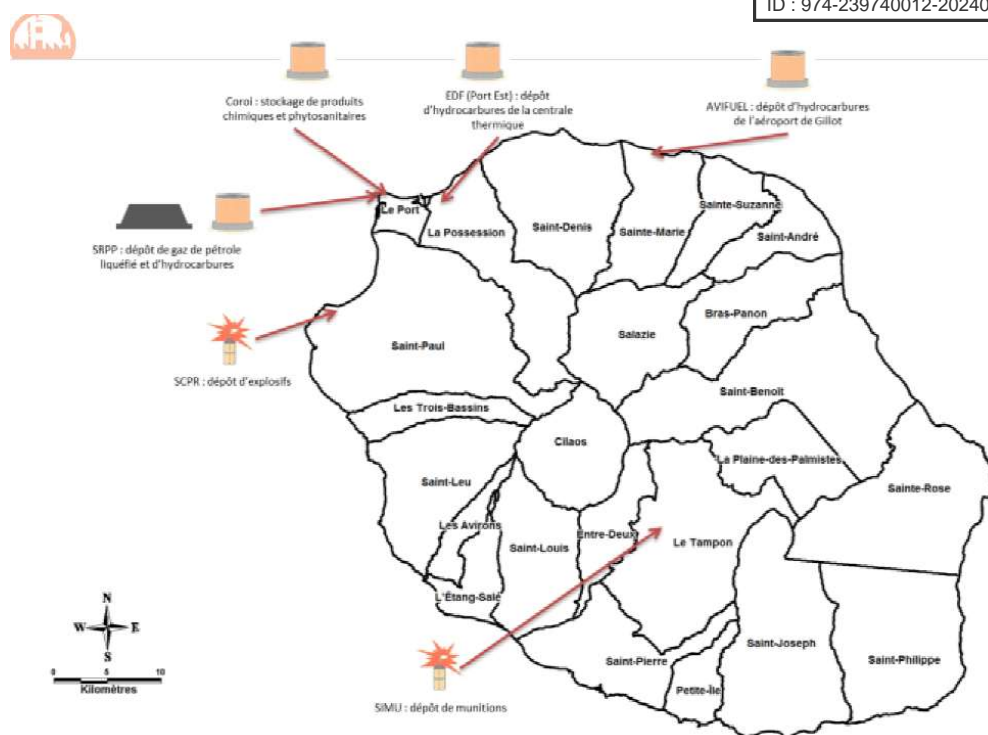 ID : 974-239740012-20240
Coroi : stockage de produits
chimiques et phytosanitaires
EDF (Port Est) : dépôt
d'hydrocarbures de la centrale
thermique
AVIFUEL : dépôt d'hydrocarbures
de l'aéroport de Gillot
SRPP : dépôt de gaz de pétrole
liquéfié et d'hydrocarbures
SCPR : dépôt d'explosifs
Le Port
La Possession
Saint-Denis
Sainte-Marie
Sainte-Suzanne
Saint-André
Saint-Paul
Salazie
Bras-Panon
Les Trois-Bassins
Cilaos
Saint-Benoît
La Plaine-des-Palmistes
Sainte-Rose
Saint-Leu
Les Avirons
Saint-Louis
Entre-Deux
Le Tampon
L'Étang-Salé
Saint-Pierre
Petite-Île
Saint-Joseph
Saint-Philippe
N
W E
S
0 5 10
Kilomètres
SIMU : dépôt de munitions